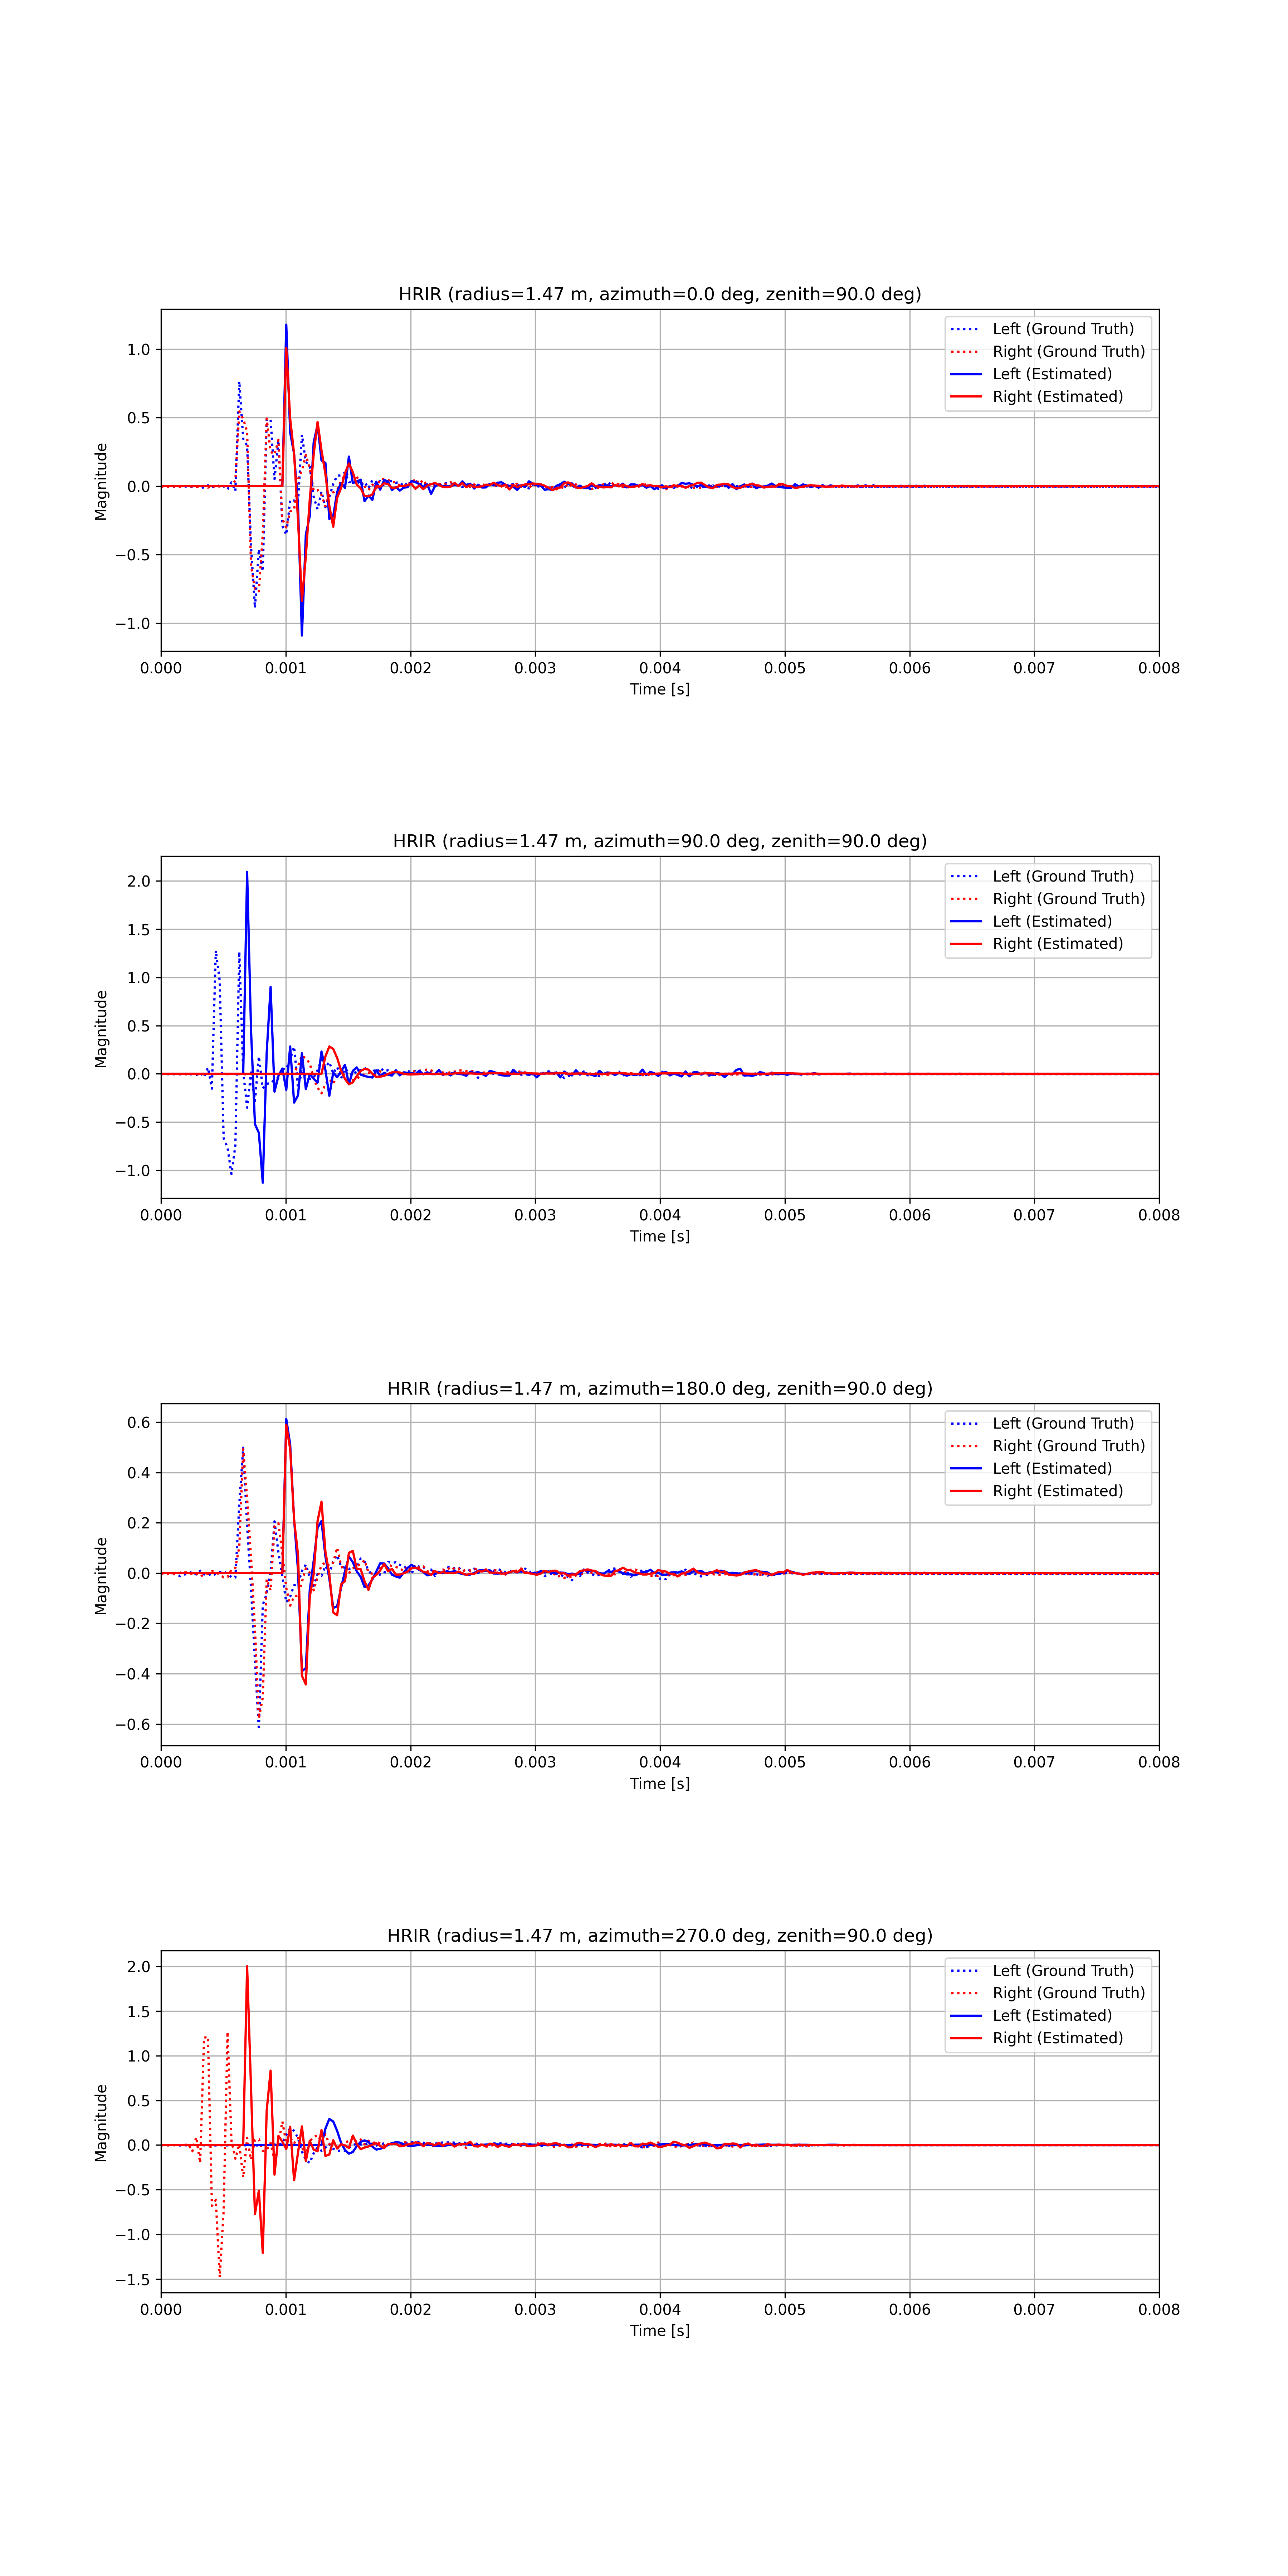 HRIR (radius=1.47 m, azimuth=0.0 deg, zenith=90.0 deg)
Left (Ground Truth)
Right (Ground Truth)
Left (Estimated)
Right (Estimated)
Magnitude
1.0
0.5
0.0
−0.5
−1.0
0.000 0.001 0.002 0.003 0.004 0.005 0.006 0.007 0.008
Time [s]
HRIR (radius=1.47 m, azimuth=90.0 deg, zenith=90.0 deg)
Left (Ground Truth)
Right (Ground Truth)
Left (Estimated)
Right (Estimated)
Magnitude
2.0
1.5
1.0
0.5
0.0
−0.5
−1.0
0.000 0.001 0.002 0.003 0.004 0.005 0.006 0.007 0.008
Time [s]
HRIR (radius=1.47 m, azimuth=180.0 deg, zenith=90.0 deg)
Left (Ground Truth)
Right (Ground Truth)
Left (Estimated)
Right (Estimated)
Magnitude
0.6
0.4
0.2
0.0
−0.2
−0.4
−0.6
0.000 0.001 0.002 0.003 0.004 0.005 0.006 0.007 0.008
Time [s]
HRIR (radius=1.47 m, azimuth=270.0 deg, zenith=90.0 deg)
Left (Ground Truth)
Right (Ground Truth)
Left (Estimated)
Right (Estimated)
Magnitude
2.0
1.5
1.0
0.5
0.0
−0.5
−1.0
−1.5
0.000 0.001 0.002 0.003 0.004 0.005 0.006 0.007 0.008
Time [s]